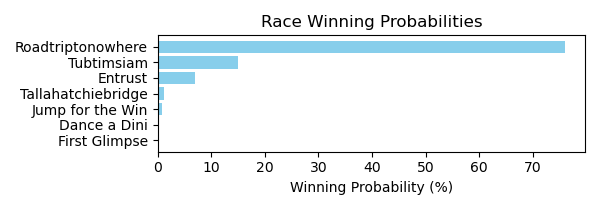 Race Winning Probabilities
Roadtriptonowhere
Tubtimsiam
Entrust
Tallahatchiebridge
Jump for the Win
Dance a Dini
First Glimpse
0 10 20 30 40 50 60 70
Winning Probability (%)